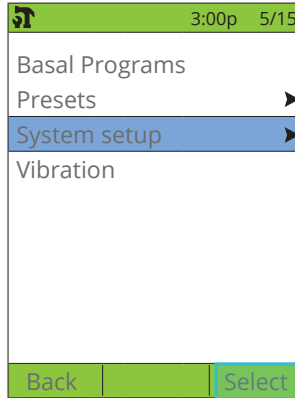 3:00p 5/15
Basal Programs
Presets
System setup
Vibration
Back Select